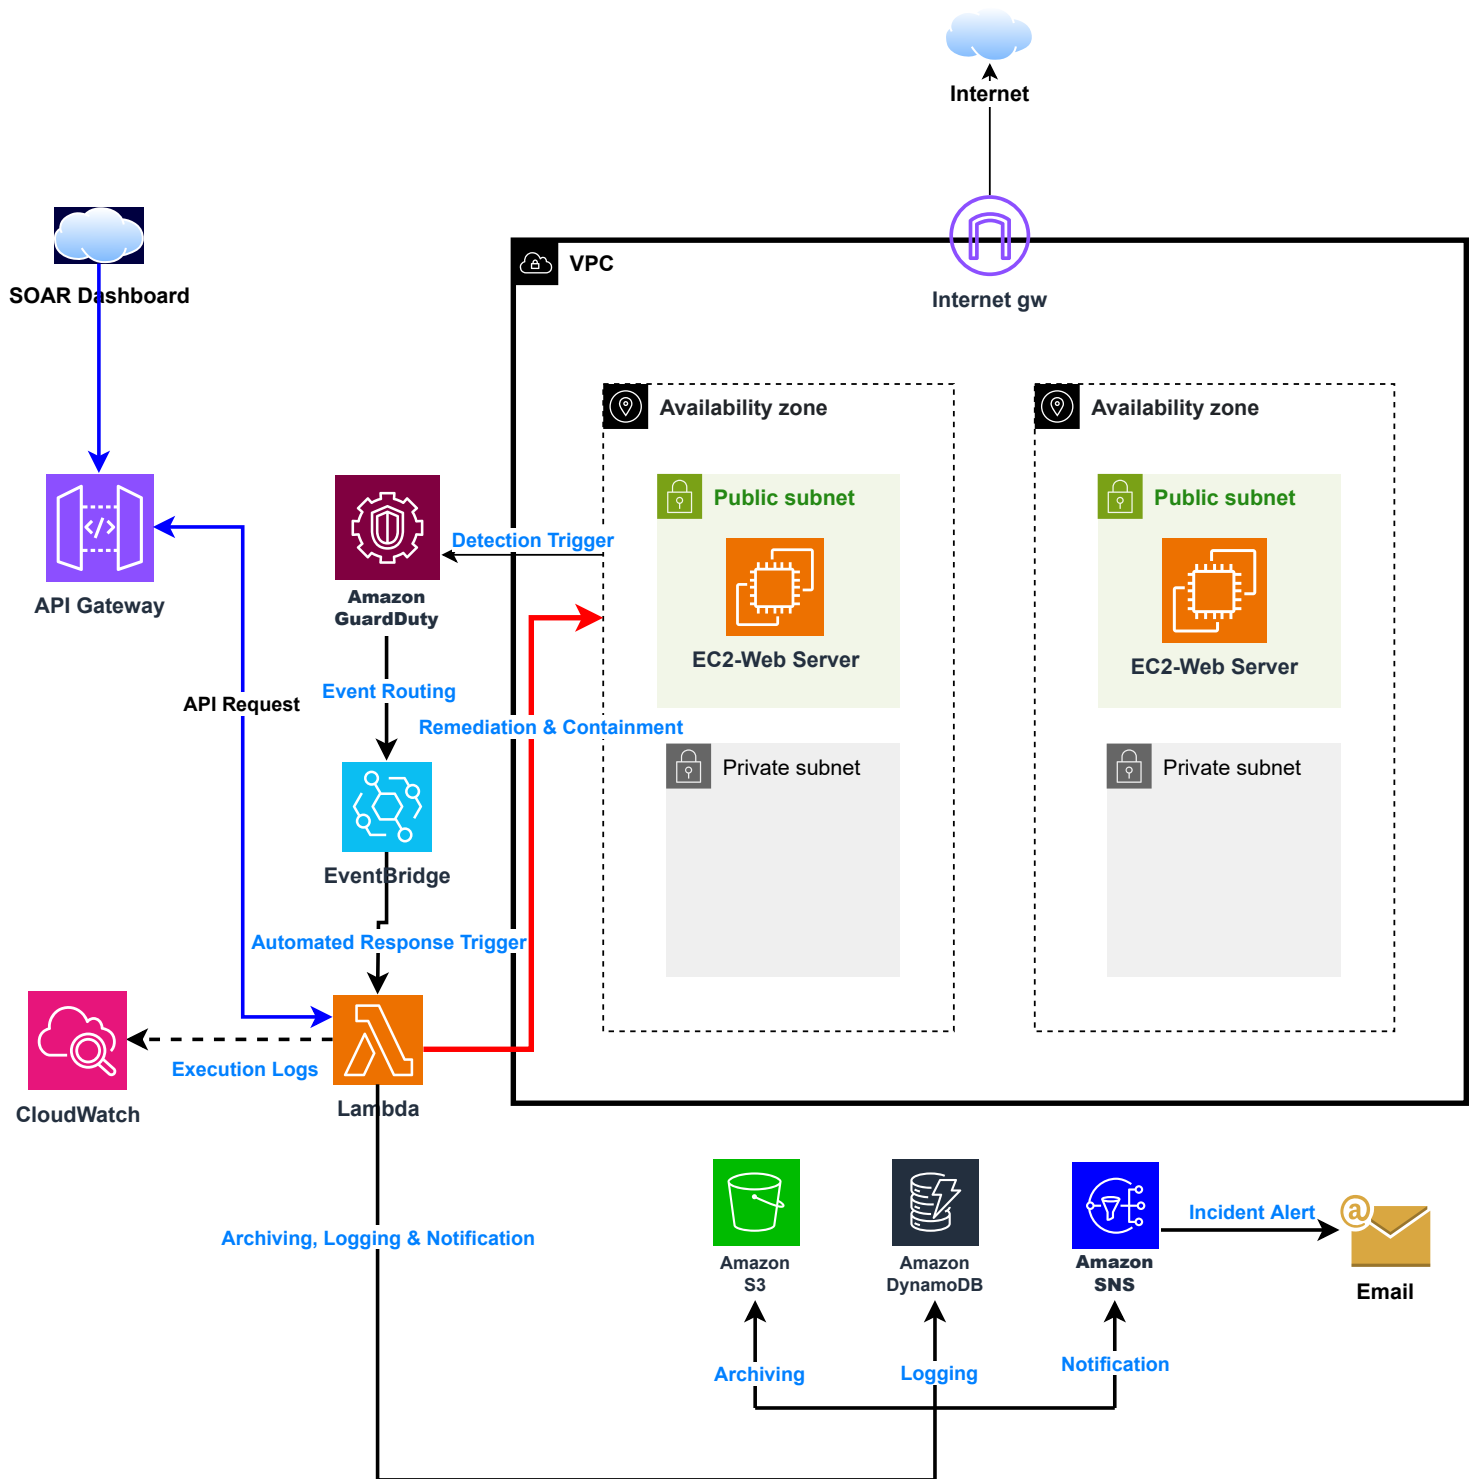 Internet
SOAR Dashboard
VPC
Internet gw
Availability zone
Availability zone
Public subnet
Public subnet
Detection Trigger
API Gateway
Amazon
GuardDuty
EC2-Web Server
EC2-Web Server
Event Routing
API Request
Remediation & Containment
Private subnet
Private subnet
EventBridge
Automated Response Trigger
Execution Logs
CloudWatch
Lambda
Archiving, Logging & Notification
Incident Alert
@
Amazon
S3
Amazon
DynamoDB
Amazon
SNS
Email
Archiving
Logging
Notification